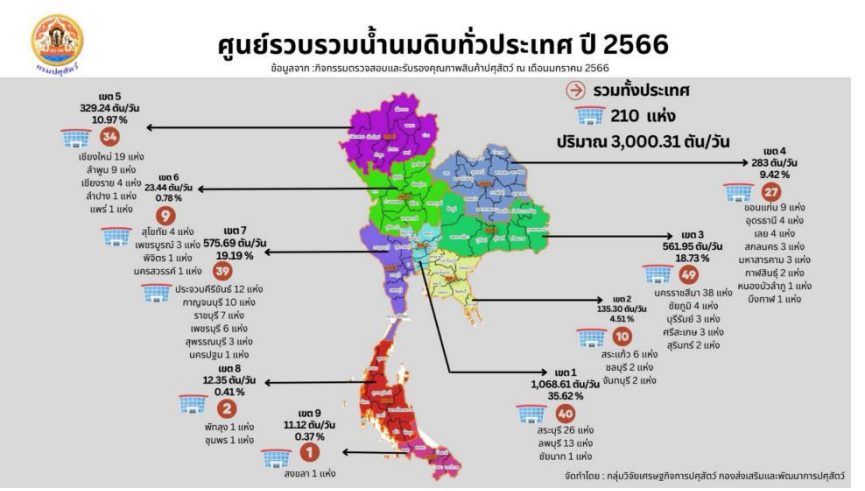 ศูนย์รวบรวมน้ำนมดิบทั่วประเทศ ปี 2566
ข้อมูลจาก :กิจกรรมตรวจสอบและรับรองคุณภาพสินค้าปศุสัตว์ ณ เดือนมกราคม 2566
กรมปศุสัตว์
รวมทั้งประเทศ
210 แห่ง
ปริมาณ 3,000.31 ตัน/วัน
เขต 5
329.24 ตัน/วัน
10.97 %
34
เชียงใหม่ 19 แห่ง
ลำพูน 9 แห่ง
เชียงราย 4 แห่ง
ลำปาง 1 แห่ง
แพร่ 1 แห่ง
เขต 6
23.44 ตัน/วัน
0.78 %
9
สุโขทัย 4 แห่ง
เพชรบูรณ์ 3 แห่ง
พิจิตร 1 แห่ง
นครสวรรค์ 1 แห่ง
เขต 7
575.69 ตัน/วัน
19.19 %
39
ประจวบคีรีขันธ์ 12 แห่ง
กาญจนบุรี 10 แห่ง
ราชบุรี 7 แห่ง
เพชรบุรี 6 แห่ง
สุพรรณบุรี 3 แห่ง
นครปฐม 1 แห่ง
เขต 8
12.35 ตัน/วัน
0.41 %
2
พัทลุง 1 แห่ง
ชุมพร 1 แห่ง
เขต 9
11.12 ตัน/วัน
0.37 %
1
สงขลา 1 แห่ง
เขต 4
283 ตัน/วัน
9.42 %
27
ขอนแก่น 9 แห่ง
อุดรธานี 4 แห่ง
เลย 4 แห่ง
สกลนคร 3 แห่ง
มหาสารคาม 3 แห่ง
กาฬสินธุ์ 2 แห่ง
หนองบัวลำภู 1 แห่ง
บึงกาฬ 1 แห่ง
เขต 3
561.95 ตัน/วัน
18.73 %
49
นครราชสีมา 38 แห่ง
ชัยภูมิ 4 แห่ง
บุรีรัมย์ 3 แห่ง
ศรีสะเกษ 3 แห่ง
สุรินทร์ 2 แห่ง
เขต 2
135.30 ตัน/วัน
4.51 %
10
สระแก้ว 6 แห่ง
ชลบุรี 2 แห่ง
จันทบุรี 2 แห่ง
เขต 1
1,068.61 ตัน/วัน
35.62 %
40
สระบุรี 26 แห่ง
ลพบุรี 13 แห่ง
ชัยนาท 1 แห่ง
จัดทำโดย : กลุ่มวิจัยเศรษฐกิจการปศุสัตว์ กองส่งเสริมและพัฒนาการปศุสัตว์